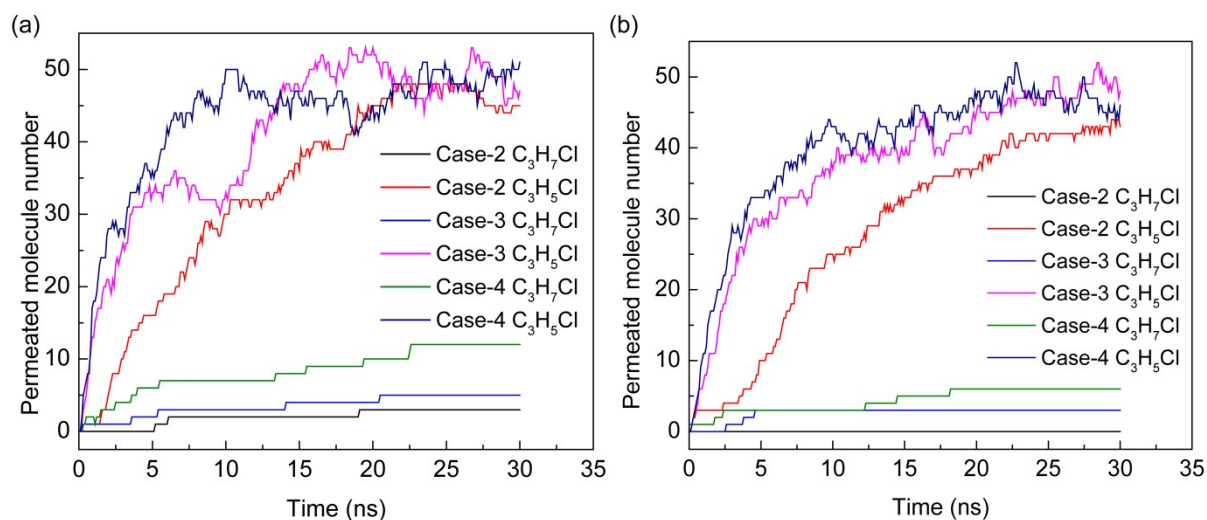 (a)
Permeated molecule number
50
40
30
20
10
0
0 5 10 15 20 25 30 35
Time (ns)
Case-2 C₃H₇Cl
Case-2 C₃H₅Cl
Case-3 C₃H₇Cl
Case-3 C₃H₅Cl
Case-4 C₃H₇Cl
Case-4 C₃H₅Cl
(b)
Permeated molecule number
50
40
30
20
10
0
0 5 10 15 20 25 30 35
Time (ns)
Case-2 C₃H₇Cl
Case-2 C₃H₅Cl
Case-3 C₃H₇Cl
Case-3 C₃H₅Cl
Case-4 C₃H₇Cl
Case-4 C₃H₅Cl